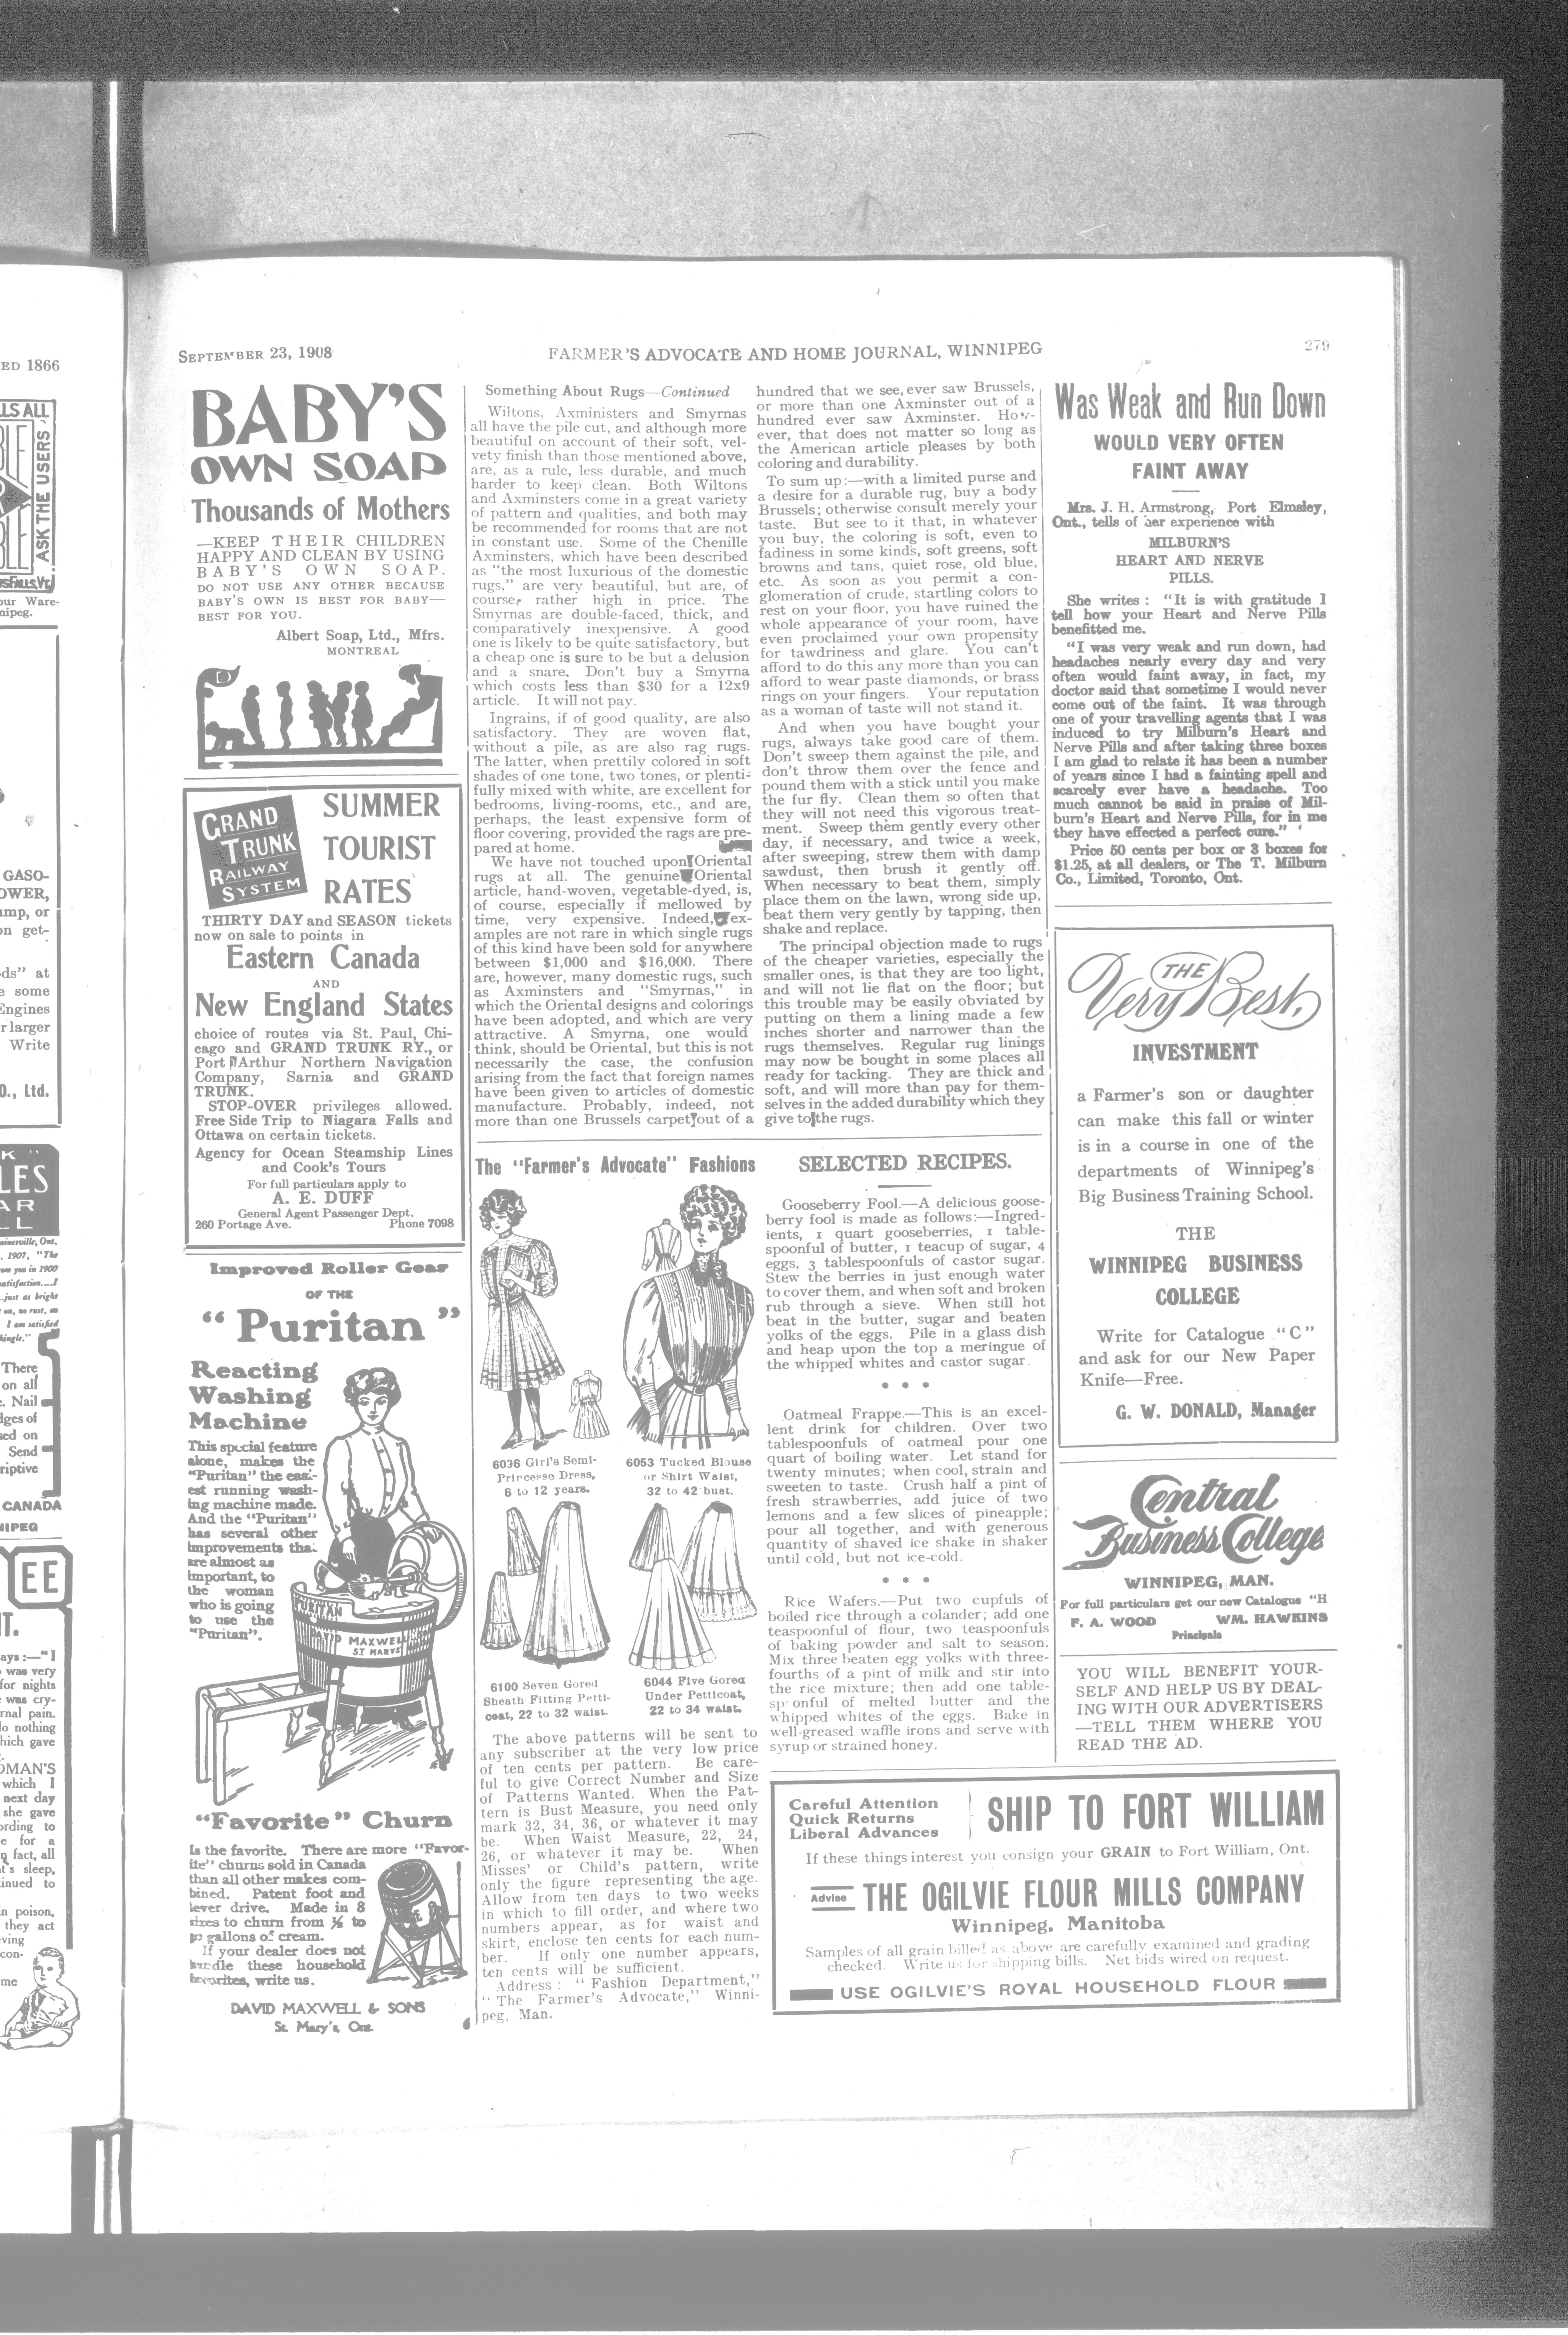 SEPTEMBER 23, 1908
FARMER'S ADVOCATE AND HOME JOURNAL, WINNIPEG
279
BABY'S
OWN SOAP
Thousands of Mothers
—KEEP THEIR CHILDREN
HAPPY AND CLEAN BY USING
BABY'S OWN SOAP.
DO NOT USE ANY OTHER BECAUSE
BABY'S OWN IS BEST FOR BABY—
BEST FOR YOU.
Albert Soap, Ltd., Mfrs.
MONTREAL
GRAND
TRUNK
RAILWAY
SYSTEM
SUMMER
TOURIST
RATES
THIRTY DAY and SEASON tickets
now on sale to points in
Eastern Canada
AND
New England States
choice of routes via St. Paul, Chi-
cago and GRAND TRUNK RY., or
Port Arthur Northern Navigation
Company, Sarnia and GRAND
TRUNK.
STOP-OVER privileges allowed.
Free Side Trip to Niagara Falls and
Ottawa on certain tickets.
Agency for Ocean Steamship Lines
and Cook's Tours
For full particulars apply to
A. E. DUFF
General Agent Passenger Dept.
260 Portage Ave. Phone 7098
Improved Roller Gear
OF THE
"Puritan"
Reacting
Washing
Machine
This special feature
alone, makes the
"Puritan" the easi-
est running wash-
ing machine made.
And the "Puritan"
has several other
improvements tha.
are almost as
important, to
the woman
who is going
to use the
"Puritan".
PURITAN
DAVID MAXWELL
ST MARYS
"Favorite" Churn
Is the favorite. There are more "Favor-
ite" churns sold in Canada
than all other makes com-
bined. Patent foot and
lever drive. Made in 8
sizes to churn from ½ to
30 gallons of cream.
If your dealer does not
handle these household
favorites, write us.
DAVID MAXWELL & SONS
St. Mary's, Ont.
6
Something About Rugs—Continued
Wiltons, Axministers and Smyrnas
all have the pile cut, and although more
beautiful on account of their soft, vel-
vety finish than those mentioned above,
are, as a rule, less durable, and much
harder to keep clean. Both Wiltons
and Axminsters come in a great variety
of pattern and qualities, and both may
be recommended for rooms that are not
in constant use. Some of the Chenille
Axminsters, which have been described
as "the most luxurious of the domestic
rugs," are very beautiful, but are, of
course, rather high in price. The
Smyrnas are double-faced, thick, and
comparatively inexpensive. A good
one is likely to be quite satisfactory, but
a cheap one is sure to be but a delusion
and a snare. Don't buy a Smyrna
which costs less than $30 for a 12x9
article. It will not pay.
Ingrains, if of good quality, are also
satisfactory. They are woven flat,
without a pile, as are also rag rugs.
The latter, when prettily colored in soft
shades of one tone, two tones, or plenti-
fully mixed with white, are excellent for
bedrooms, living-rooms, etc., and are,
perhaps, the least expensive form of
floor covering, provided the rags are pre-
pared at home.
We have not touched upon Oriental
rugs at all. The genuine Oriental
article, hand-woven, vegetable-dyed, is,
of course, especially if mellowed by
time, very expensive. Indeed, ex-
amples are not rare in which single rugs
of this kind have been sold for anywhere
between $1,000 and $16,000. There
are, however, many domestic rugs, such
as Axminsters and "Smyrnas," in
which the Oriental designs and colorings
have been adopted, and which are very
attractive. A Smyrna, one would
think, should be Oriental, but this is not
necessarily the case, the confusion
arising from the fact that foreign names
have been given to articles of domestic
manufacture. Probably, indeed, not
more than one Brussels carpet out of a
hundred that we see, ever saw Brussels,
or more than one Axminster out of a
hundred ever saw Axminster. How-
ever, that does not matter so long as
the American article pleases by both
coloring and durability.
To sum up:—with a limited purse and
a desire for a durable rug, buy a body
Brussels; otherwise consult merely your
taste. But see to it that, in whatever
you buy, the coloring is soft, even to
fadiness in some kinds, soft greens, soft
browns and tans, quiet rose, old blue,
etc. As soon as you permit a con-
glomeration of crude, startling colors to
rest on your floor, you have ruined the
whole appearance of your room, have
even proclaimed your own propensity
for tawdriness and glare. You can't
afford to do this any more than you can
afford to wear paste diamonds, or brass
rings on your fingers. Your reputation
as a woman of taste will not stand it.
And when you have bought your
rugs, always take good care of them.
Don't sweep them against the pile, and
don't throw them over the fence and
pound them with a stick until you make
the fur fly. Clean them so often that
they will not need this vigorous treat-
ment. Sweep them gently every other
day, if necessary, and twice a week,
after sweeping, strew them with damp
sawdust, then brush it gently off.
When necessary to beat them, simply
place them on the lawn, wrong side up,
beat them very gently by tapping, then
shake and replace.
The principal objection made to rugs
of the cheaper varieties, especially the
smaller ones, is that they are too light,
and will not lie flat on the floor; but
this trouble may be easily obviated by
putting on them a lining made a few
inches shorter and narrower than the
rugs themselves. Regular rug linings
may now be bought in some places all
ready for tacking. They are thick and
soft, and will more than pay for them-
selves in the added durability which they
give to the rugs.
The "Farmer's Advocate" Fashions
6036 Girl's Semi-
Princesse Dress,
6 to 12 years.
6053 Tucked Blouse
or Shirt Waist,
32 to 42 bust.
6100 Seven Gored
Sheath Fitting Petti-
coat, 22 to 32 waist.
6044 Five Gored
Under Petticoat,
22 to 34 waist.
The above patterns will be sent to
any subscriber at the very low price
of ten cents per pattern. Be care-
ful to give Correct Number and Size
of Patterns Wanted. When the Pat-
tern is Bust Measure, you need only
mark 32, 34, 36, or whatever it may
be. When Waist Measure, 22, 24,
26, or whatever it may be. When
Misses' or Child's pattern, write
only the figure representing the age.
Allow from ten days to two weeks
in which to fill order, and where two
numbers appear, as for waist and
skirt, enclose ten cents for each num-
ber. If only one number appears,
ten cents will be sufficient.
Address: "Fashion Department,"
"The Farmer's Advocate," Winni-
peg, Man.
SELECTED RECIPES.
Gooseberry Fool.—A delicious goose-
berry fool is made as follows:—Ingred-
ients, 1 quart gooseberries, 1 table-
spoonful of butter, 1 teacup of sugar, 4
eggs, 3 tablespoonfuls of castor sugar.
Stew the berries in just enough water
to cover them, and when soft and broken
rub through a sieve. When still hot
beat in the butter, sugar and beaten
yolks of the eggs. Pile in a glass dish
and heap upon the top a meringue of
the whipped whites and castor sugar.
* * *
Oatmeal Frappe.—This is an excel-
lent drink for children. Over two
tablespoonfuls of oatmeal pour one
quart of boiling water. Let stand for
twenty minutes; when cool, strain and
sweeten to taste. Crush half a pint of
fresh strawberries, add juice of two
lemons and a few slices of pineapple;
pour all together, and with generous
quantity of shaved ice shake in shaker
until cold, but not ice-cold.
* * *
Rice Wafers.—Put two cupfuls of
boiled rice through a colander; add one
teaspoonful of flour, two teaspoonfuls
of baking powder and salt to season.
Mix three beaten egg yolks with three-
fourths of a pint of milk and stir into
the rice mixture; then add one table-
spoonful of melted butter and the
whipped whites of the eggs. Bake in
well-greased waffle irons and serve with
syrup or strained honey.
Was Weak and Run Down
WOULD VERY OFTEN
FAINT AWAY
Mrs. J. H. Armstrong, Port Elmsley,
Ont., tells of her experience with
MILBURN'S
HEART AND NERVE
PILLS.
She writes: "It is with gratitude I
tell how your Heart and Nerve Pills
benefitted me.
"I was very weak and run down, had
headaches nearly every day and very
often would faint away, in fact, my
doctor said that sometime I would never
come out of the faint. It was through
one of your travelling agents that I was
induced to try Milburn's Heart and
Nerve Pills and after taking three boxes
I am glad to relate it has been a number
of years since I had a fainting spell and
scarcely ever have a headache. Too
much cannot be said in praise of Mil-
burn's Heart and Nerve Pills, for in me
they have effected a perfect cure."
Price 50 cents per box or 3 boxes for
$1.25, at all dealers, or The T. Milburn
Co., Limited, Toronto, Ont.
THE
Very Best,
INVESTMENT
a Farmer's son or daughter
can make this fall or winter
is in a course in one of the
departments of Winnipeg's
Big Business Training School.
THE
WINNIPEG BUSINESS
COLLEGE
Write for Catalogue "C"
and ask for our New Paper
Knife—Free.
G. W. DONALD, Manager
Central
Business College
WINNIPEG, MAN.
For full particulars get our new Catalogue "H
F. A. WOOD WM. HAWKINS
Principals
YOU WILL BENEFIT YOUR-
SELF AND HELP US BY DEAL-
ING WITH OUR ADVERTISERS
—TELL THEM WHERE YOU
READ THE AD.
Careful Attention
Quick Returns
Liberal Advances
SHIP TO FORT WILLIAM
If these things interest you consign your GRAIN to Fort William, Ont.
Advise THE OGILVIE FLOUR MILLS COMPANY
Winnipeg, Manitoba
Samples of all grain billed as above are carefully examined and grading
checked. Write us for shipping bills. Net bids wired on request.
USE OGILVIE'S ROYAL HOUSEHOLD FLOUR